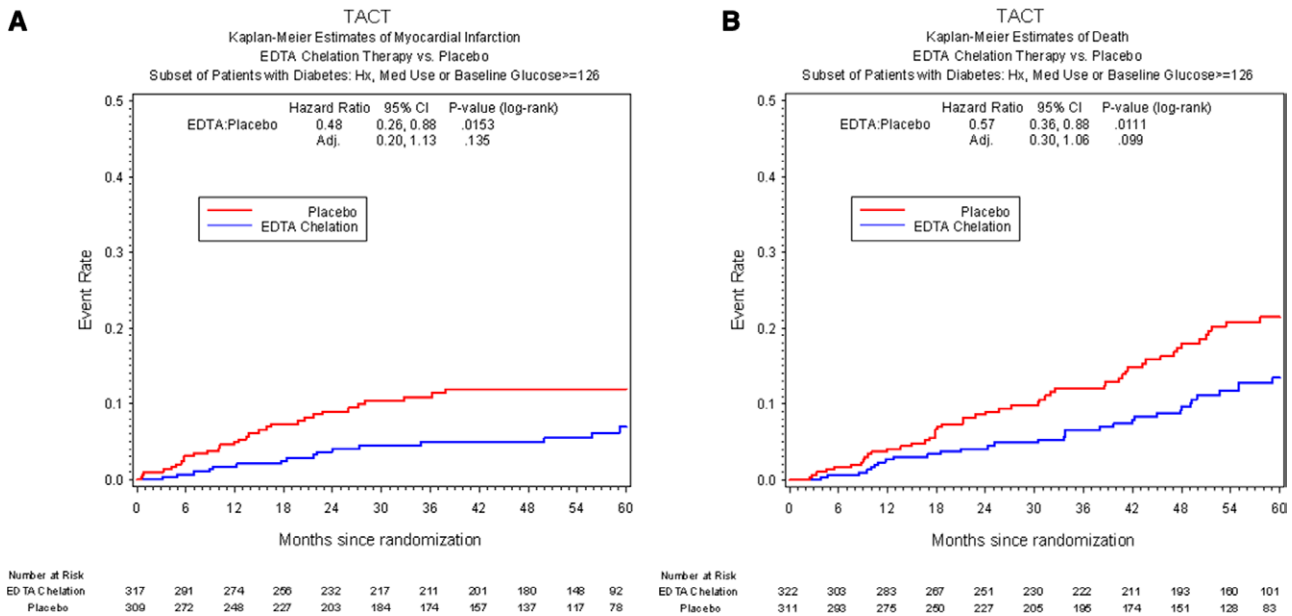 A
TACT
Kaplan-Meier Estimates of Myocardial Infarction
EDTA Chelation Therapy vs. Placebo
Subset of Patients with Diabetes: Hx, Med Use or Baseline Glucose>=126
Hazard Ratio 95% CI P-value (log-rank)
EDTA:Placebo 0.48 0.26, 0.88 .0153
Adj. 0.20, 1.13 .135
Placebo
EDTA Chelation
Event Rate
0.5
0.4
0.3
0.2
0.1
0.0
0 6 12 18 24 30 36 42 48 54 60
Months since randomization
Number at Risk
EDTA Chelation 317 291 274 256 232 217 211 201 180 148 92
Placebo 309 272 248 227 203 184 174 157 137 117 78
B
TACT
Kaplan-Meier Estimates of Death
EDTA Chelation Therapy vs. Placebo
Subset of Patients with Diabetes: Hx, Med Use or Baseline Glucose>=126
Hazard Ratio 95% CI P-value (log-rank)
EDTA:Placebo 0.57 0.36, 0.88 .0111
Adj. 0.30, 1.06 .099
Placebo
EDTA Chelation
Event Rate
0.5
0.4
0.3
0.2
0.1
0.0
0 6 12 18 24 30 36 42 48 54 60
Months since randomization
Number at Risk
EDTA Chelation 322 303 283 267 251 230 222 211 193 160 101
Placebo 311 293 275 250 227 205 195 174 151 128 83